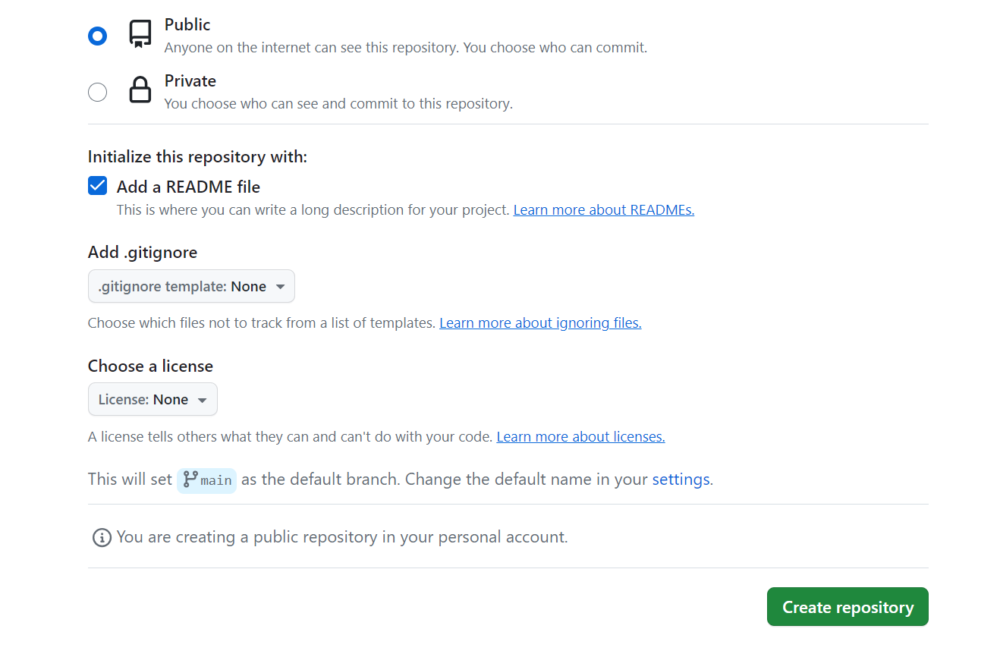 Public
Anyone on the internet can see this repository. You choose who can commit.
Private
You choose who can see and commit to this repository.
Initialize this repository with:
Add a README file
This is where you can write a long description for your project. Learn more about READMEs.
Add .gitignore
.gitignore template: None
Choose which files not to track from a list of templates. Learn more about ignoring files.
Choose a license
License: None
A license tells others what they can and can't do with your code. Learn more about licenses.
This will set main as the default branch. Change the default name in your settings.
You are creating a public repository in your personal account.
Create repository